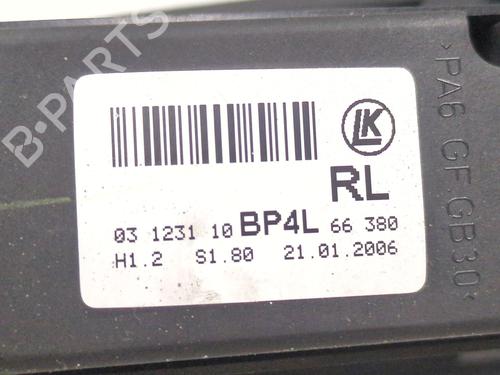 LK
RL
03 1231 10 BP4L 66 380
H1.2 S1.80 21.01.2006
>PA6 GF GB30<
B-PARTS